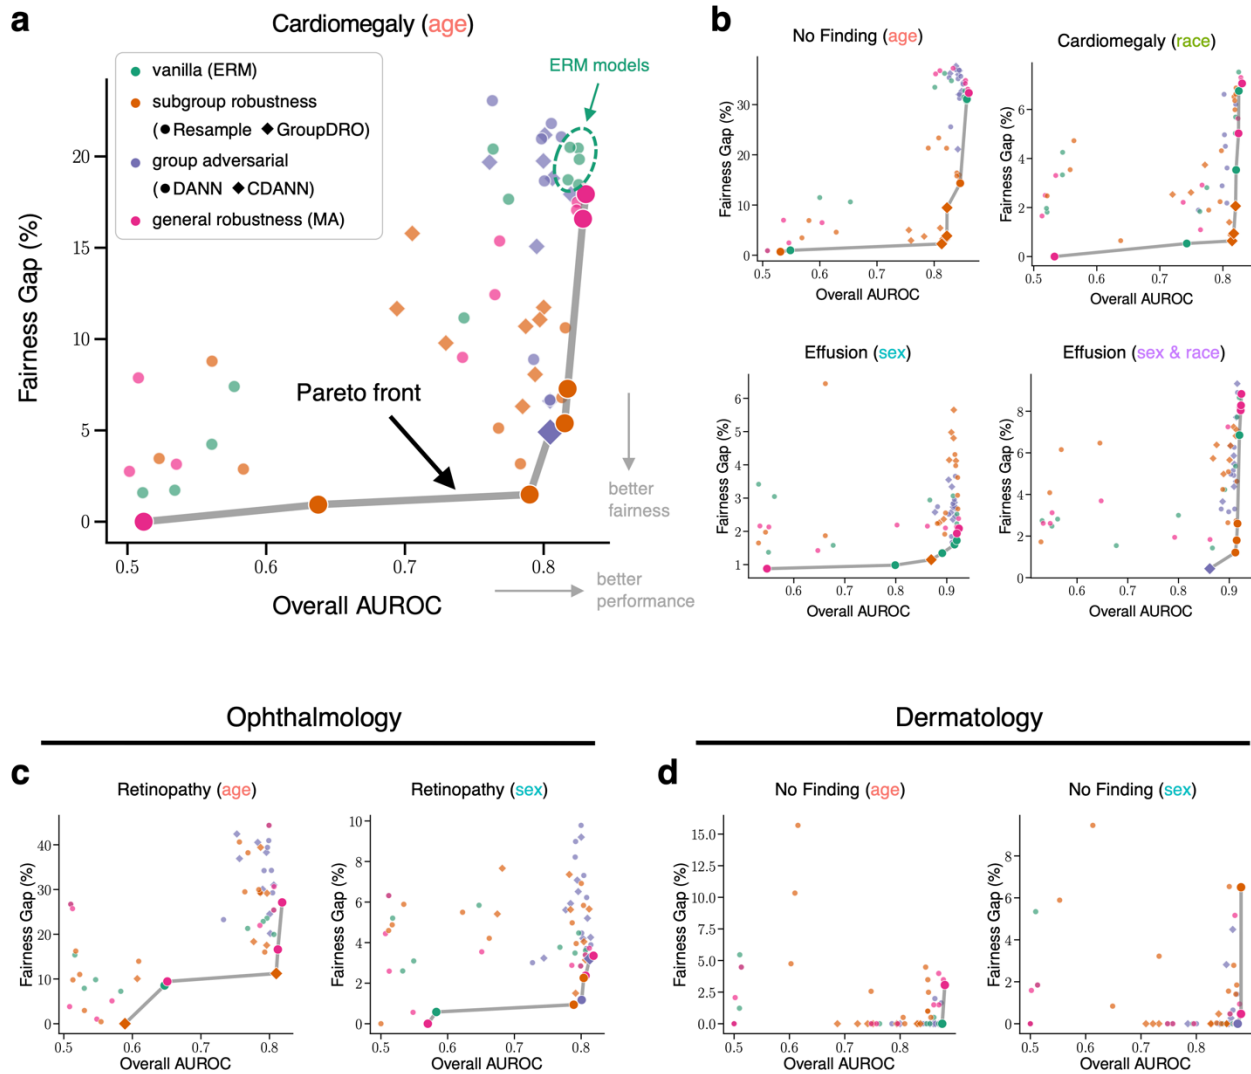 a
Cardiomegaly (age)
vanilla (ERM)
subgroup robustness
(● Resample ◆ GroupDRO)
group adversarial
(● DANN ◆ CDANN)
general robustness (MA)
ERM models
Pareto front
better
fairness
better
performance
Fairness Gap (%)
20
15
10
5
0
0.5 0.6 0.7 0.8
Overall AUROC
b
No Finding (age)
Fairness Gap (%)
30
20
10
0
0.5 0.6 0.7 0.8
Overall AUROC
Cardiomegaly (race)
Fairness Gap (%)
6
4
2
0
0.5 0.6 0.7 0.8
Overall AUROC
Effusion (sex)
Fairness Gap (%)
6
5
4
3
2
1
0.6 0.7 0.8 0.9
Overall AUROC
Effusion (sex & race)
Fairness Gap (%)
8
6
4
2
0
0.6 0.7 0.8 0.9
Overall AUROC
Ophthalmology
c
Retinopathy (age)
Fairness Gap (%)
40
30
20
10
0
0.5 0.6 0.7 0.8
Overall AUROC
Retinopathy (sex)
Fairness Gap (%)
10
8
6
4
2
0
0.5 0.6 0.7 0.8
Overall AUROC
Dermatology
d
No Finding (age)
Fairness Gap (%)
15.0
12.5
10.0
7.5
5.0
2.5
0.0
0.5 0.6 0.7 0.8
Overall AUROC
No Finding (sex)
Fairness Gap (%)
8
6
4
2
0
0.5 0.6 0.7 0.8
Overall AUROC